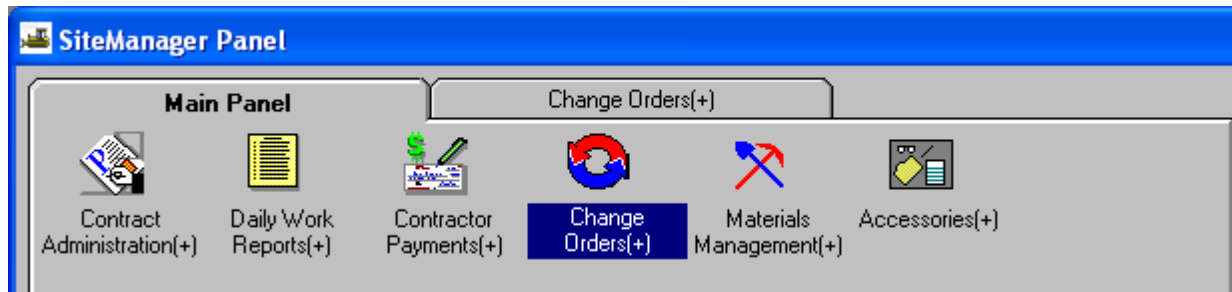 SiteManager Panel
Main Panel
Change Orders(+)
Contract
Administration(+)
Daily Work
Reports(+)
Contractor
Payments(+)
Change
Orders(+)
Materials
Management(+)
Accessories(+)